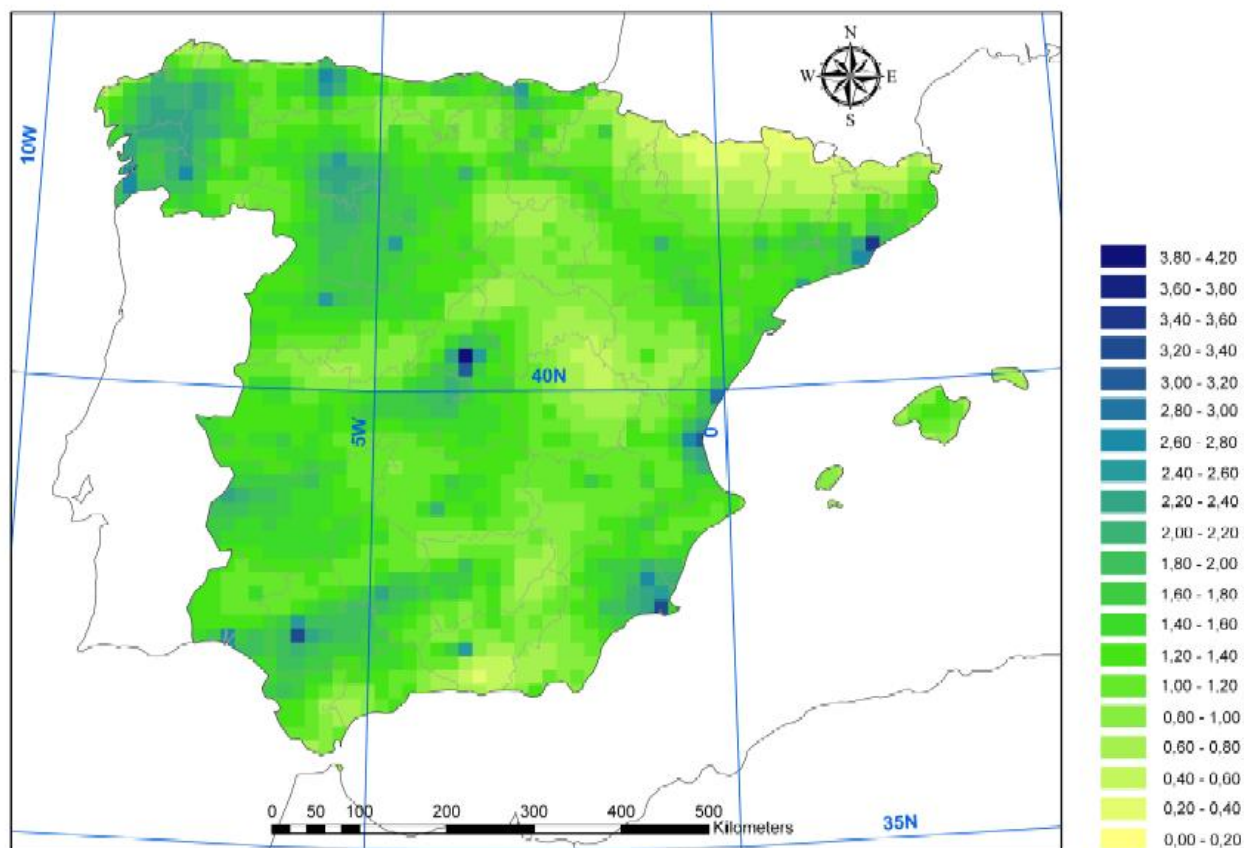 N
W E
S
10W
5W
40N
0
35N
0 50 100 200 300 400 500
Kilometers
3,80 - 4,20
3,60 - 3,80
3,40 - 3,60
3,20 - 3,40
3,00 - 3,20
2,80 - 3,00
2,60 - 2,80
2,40 - 2,60
2,20 - 2,40
2,00 - 2,20
1,80 - 2,00
1,60 - 1,80
1,40 - 1,60
1,20 - 1,40
1,00 - 1,20
0,80 - 1,00
0,60 - 0,80
0,40 - 0,60
0,20 - 0,40
0,00 - 0,20